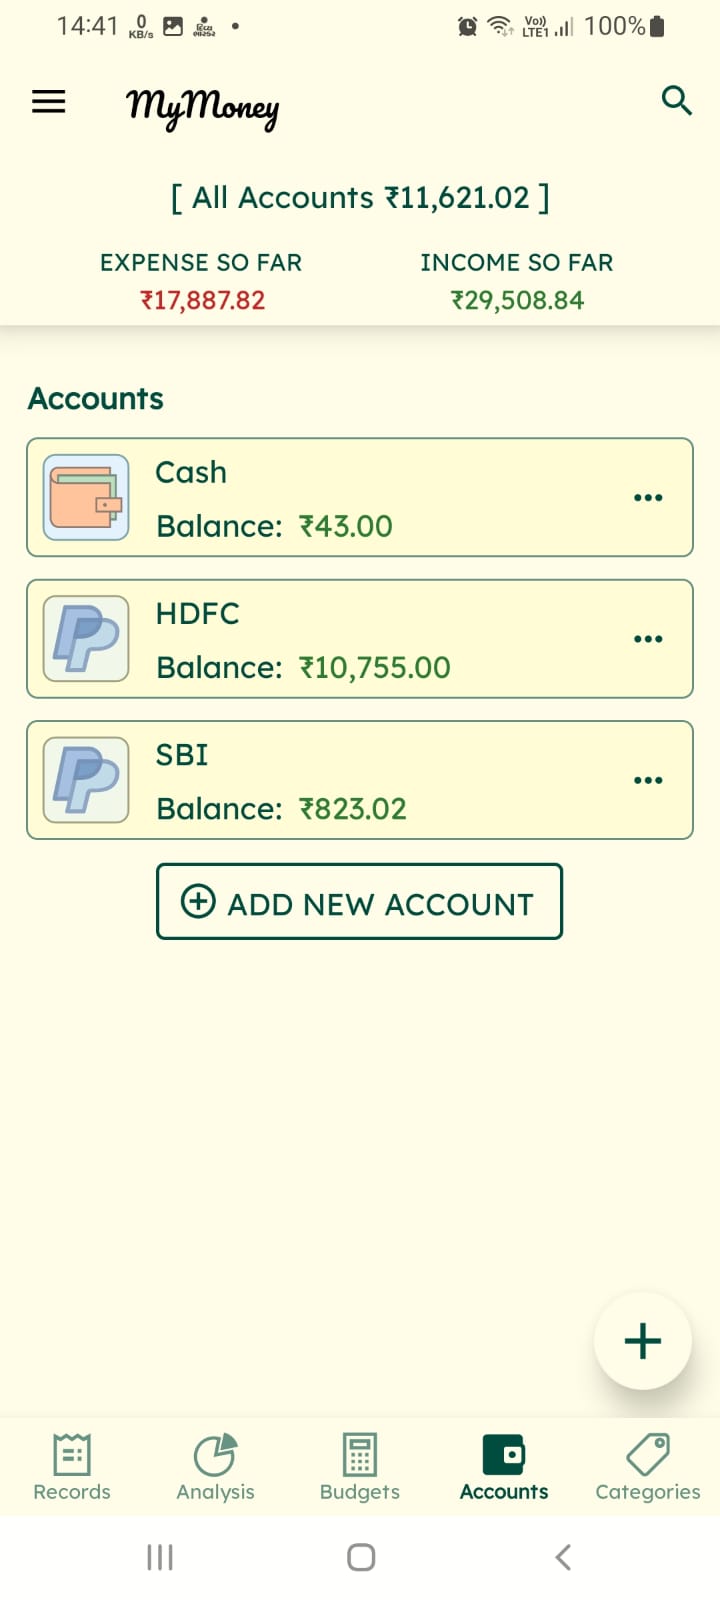 14:41 0 KB/s Vo)) LTE1 100%
MyMoney
[ All Accounts ₹11,621.02 ]
EXPENSE SO FAR INCOME SO FAR
₹17,887.82 ₹29,508.84
Accounts
Cash
Balance: ₹43.00
HDFC
Balance: ₹10,755.00
SBI
Balance: ₹823.02
ADD NEW ACCOUNT
Records Analysis Budgets Accounts Categories